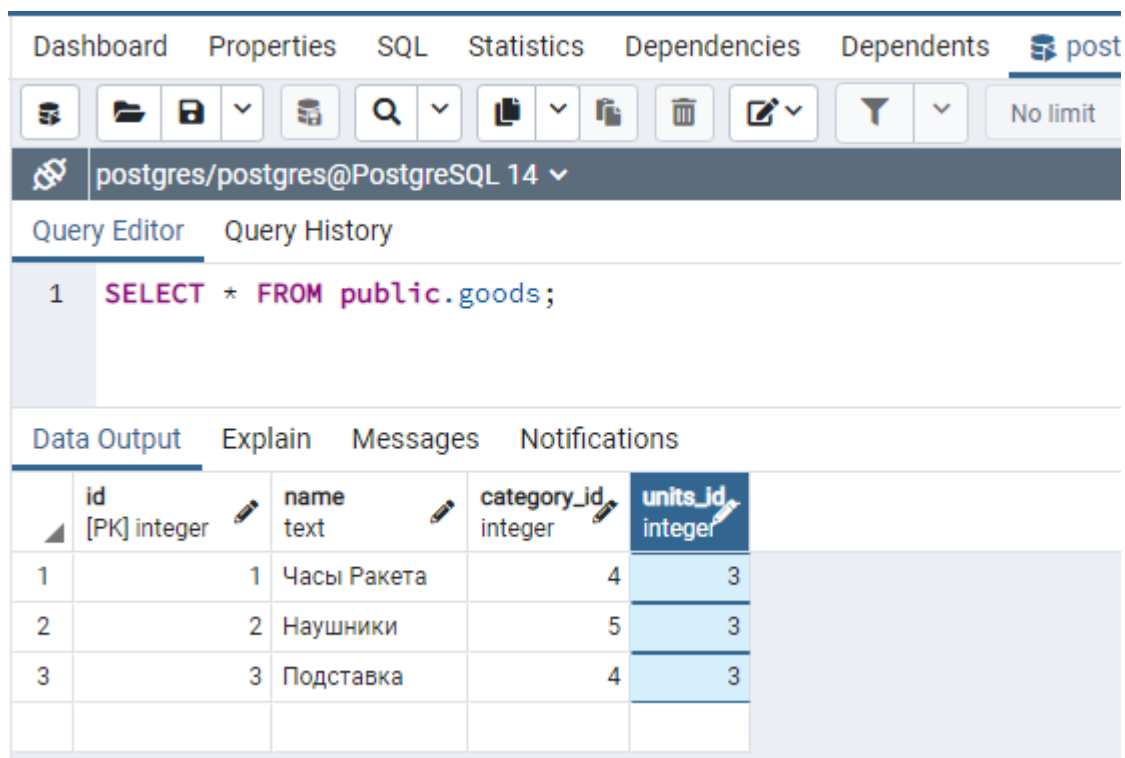 Dashboard Properties SQL Statistics Dependencies Dependents post
No limit
postgres/postgres@PostgreSQL 14
Query Editor Query History
1 SELECT * FROM public.goods;
Data Output Explain Messages Notifications
id name category_id units_id
[PK] integer text integer integer
1 1 Часы Ракета 4 3
2 2 Наушники 5 3
3 3 Подставка 4 3